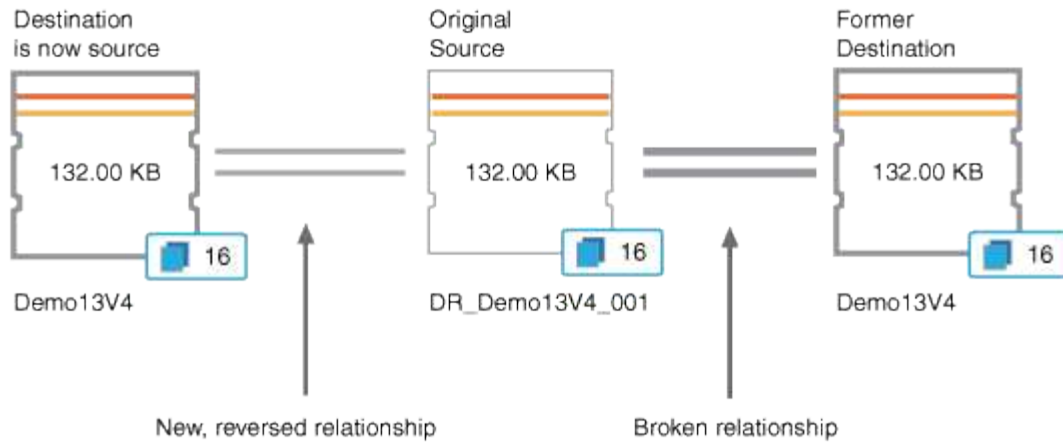 Destination
is now source
Original
Source
Former
Destination
132.00 KB
132.00 KB
132.00 KB
16
16
16
Demo13V4
DR_Demo13V4_001
Demo13V4
New, reversed relationship
Broken relationship